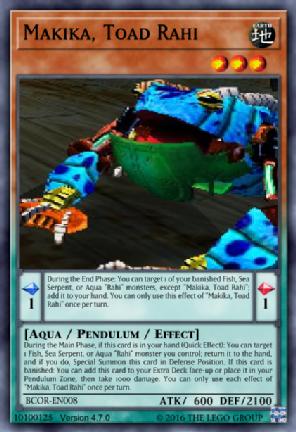 MAKIKA, TOAD RAHI
EARTH
地
During the End Phase: You can target 1 of your banished Fish, Sea
Serpent, or Aqua "Rahi" monsters, except "Makika, Toad Rahi";
add it to your hand. You can only use this effect of "Makika, Toad
Rahi" once per turn.
1
1
[AQUA / PENDULUM / EFFECT]
During the Main Phase, if this card is in your hand (Quick Effect): You can target
1 Fish, Sea Serpent, or Aqua "Rahi" monster you control; return it to the hand,
and if you do, Special Summon this card in Defense Position. If this card is
banished: You can add this card to your Extra Deck face-up or place it in your
Pendulum Zone, then take 1000 damage. You can only use each effect of
"Makika, Toad Rahi" once per turn.
BCOR-EN008
ATK/ 600 DEF/2100
10100128 Version 4.7.0
©2016 THE LEGO GROUP